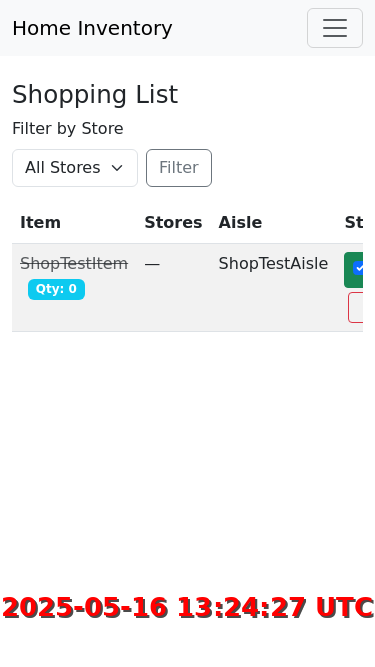 Home Inventory
Shopping List
Filter by Store
All Stores Filter
Item Stores Aisle St
ShopTestItem — ShopTestAisle
Qty: 0
2025-05-16 13:24:27 UTC